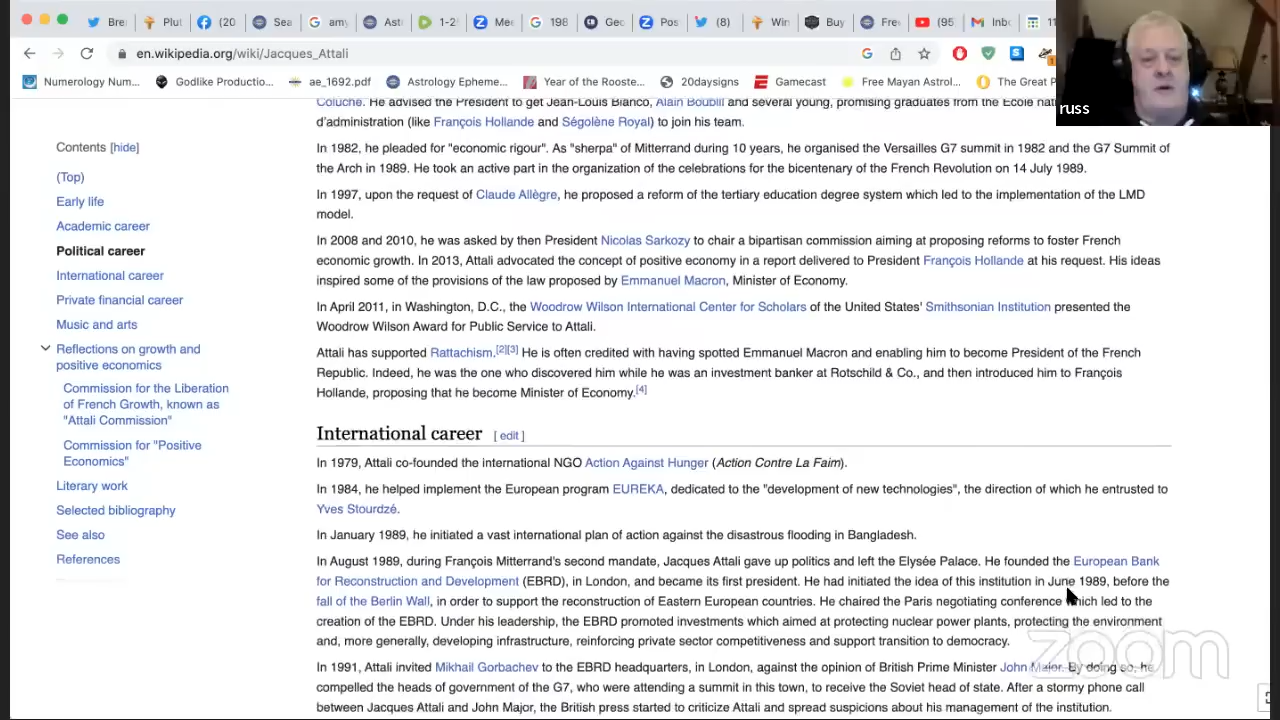 Bre
Plut
(20
Sea
amy
Ast
1-2
Mee
198
Geo
Pos
(8)
Win
Buy
Fre
(95
Inb
11
en.wikipedia.org/wiki/Jacques_Attali
Numerology Num...
Godlike Productio...
ae_1692.pdf
Astrology Epheme...
Year of the Rooste...
20daysigns
Gamecast
Free Mayan Astrol...
The Great P
russ
Contents [hide]
(Top)
Early life
Academic career
Political career
International career
Private financial career
Music and arts
Reflections on growth and
positive economics
Commission for the Liberation
of French Growth, known as
"Attali Commission"
Commission for "Positive
Economics"
Literary work
Selected bibliography
See also
References
Coluche. He advised the President to get Jean-Louis Bianco, Alain Boublil and several young, promising graduates from the École nat
d'administration (like François Hollande and Ségolène Royal) to join his team.
In 1982, he pleaded for "economic rigour". As "sherpa" of Mitterrand during 10 years, he organised the Versailles G7 summit in 1982 and the G7 Summit of
the Arch in 1989. He took an active part in the organization of the celebrations for the bicentenary of the French Revolution on 14 July 1989.
In 1997, upon the request of Claude Allègre, he proposed a reform of the tertiary education degree system which led to the implementation of the LMD
model.
In 2008 and 2010, he was asked by then President Nicolas Sarkozy to chair a bipartisan commission aiming at proposing reforms to foster French
economic growth. In 2013, Attali advocated the concept of positive economy in a report delivered to President François Hollande at his request. His ideas
inspired some of the provisions of the law proposed by Emmanuel Macron, Minister of Economy.
In April 2011, in Washington, D.C., the Woodrow Wilson International Center for Scholars of the United States' Smithsonian Institution presented the
Woodrow Wilson Award for Public Service to Attali.
Attali has supported Rattachism.[2][3] He is often credited with having spotted Emmanuel Macron and enabling him to become President of the French
Republic. Indeed, he was the one who discovered him while he was an investment banker at Rotschild & Co., and then introduced him to François
Hollande, proposing that he become Minister of Economy.[4]
International career [ edit ]
In 1979, Attali co-founded the international NGO Action Against Hunger (Action Contre La Faim).
In 1984, he helped implement the European program EUREKA, dedicated to the "development of new technologies", the direction of which he entrusted to
Yves Stourdzé.
In January 1989, he initiated a vast international plan of action against the disastrous flooding in Bangladesh.
In August 1989, during François Mitterrand's second mandate, Jacques Attali gave up politics and left the Elysée Palace. He founded the European Bank
for Reconstruction and Development (EBRD), in London, and became its first president. He had initiated the idea of this institution in June 1989, before the
fall of the Berlin Wall, in order to support the reconstruction of Eastern European countries. He chaired the Paris negotiating conference which led to the
creation of the EBRD. Under his leadership, the EBRD promoted investments which aimed at protecting nuclear power plants, protecting the environment
and, more generally, developing infrastructure, reinforcing private sector competitiveness and support transition to democracy.
In 1991, Attali invited Mikhail Gorbachev to the EBRD headquarters, in London, against the opinion of British Prime Minister John Major. By doing so, he
compelled the heads of government of the G7, who were attending a summit in this town, to receive the Soviet head of state. After a stormy phone call
between Jacques Attali and John Major, the British press started to criticize Attali and spread suspicions about his management of the institution.
zoom